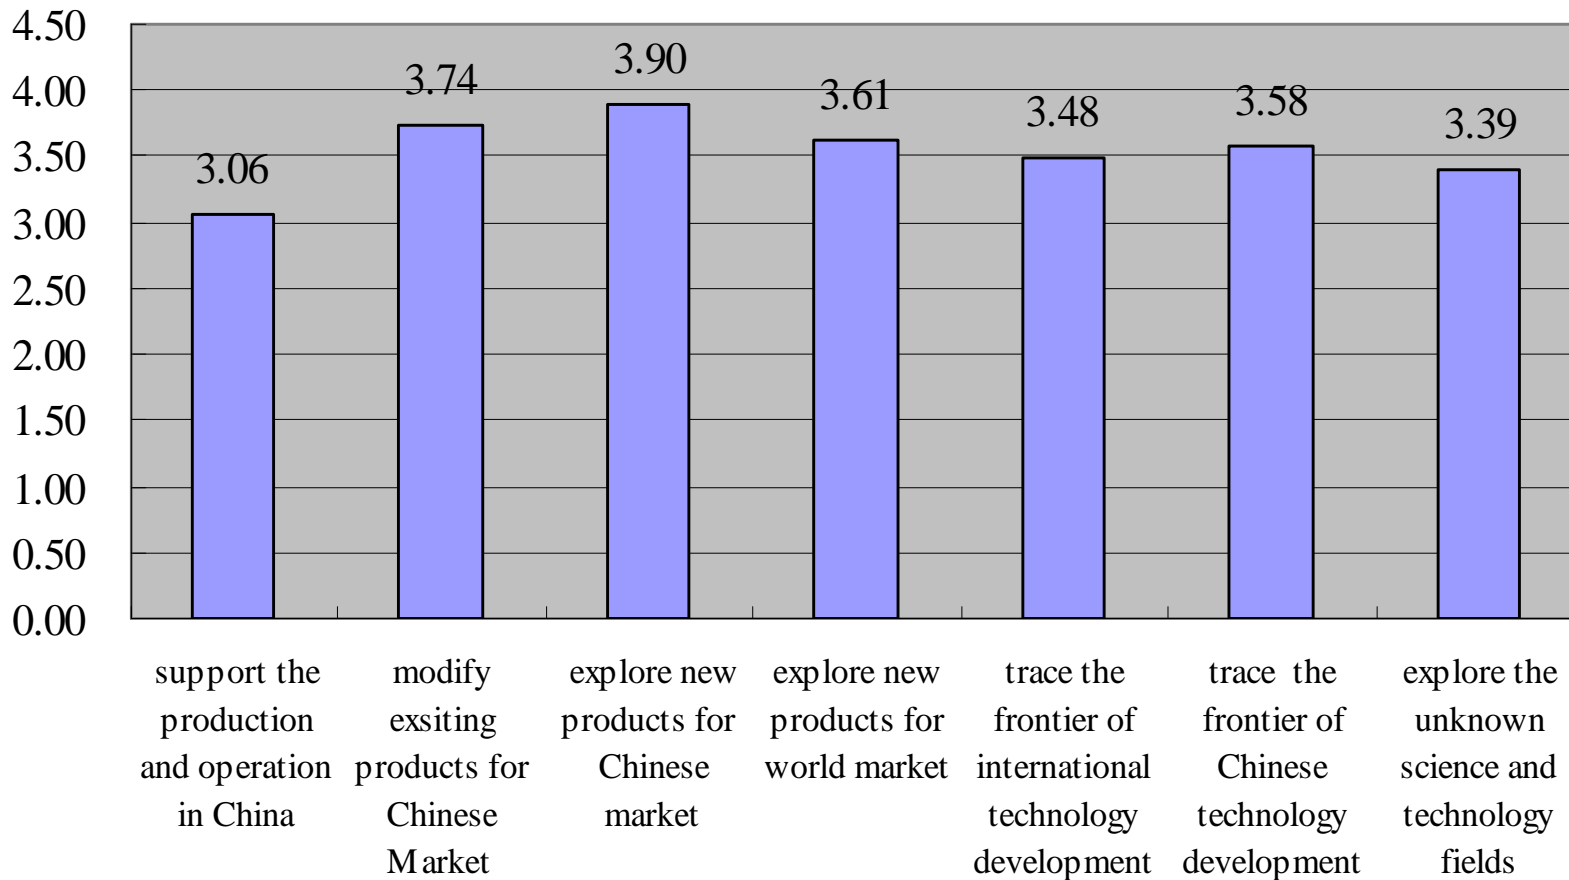 4.50
4.00
3.50
3.00
2.50
2.00
1.50
1.00
0.50
0.00
3.06
3.74
3.90
3.61
3.48
3.58
3.39
support the
production
and operation
in China
modify
exsiting
products for
Chinese
Market
explore new
products for
Chinese
market
explore new
products for
world market
trace the
frontier of
international
technology
development
trace the
frontier of
Chinese
technology
development
explore the
unknown
science and
technology
fields